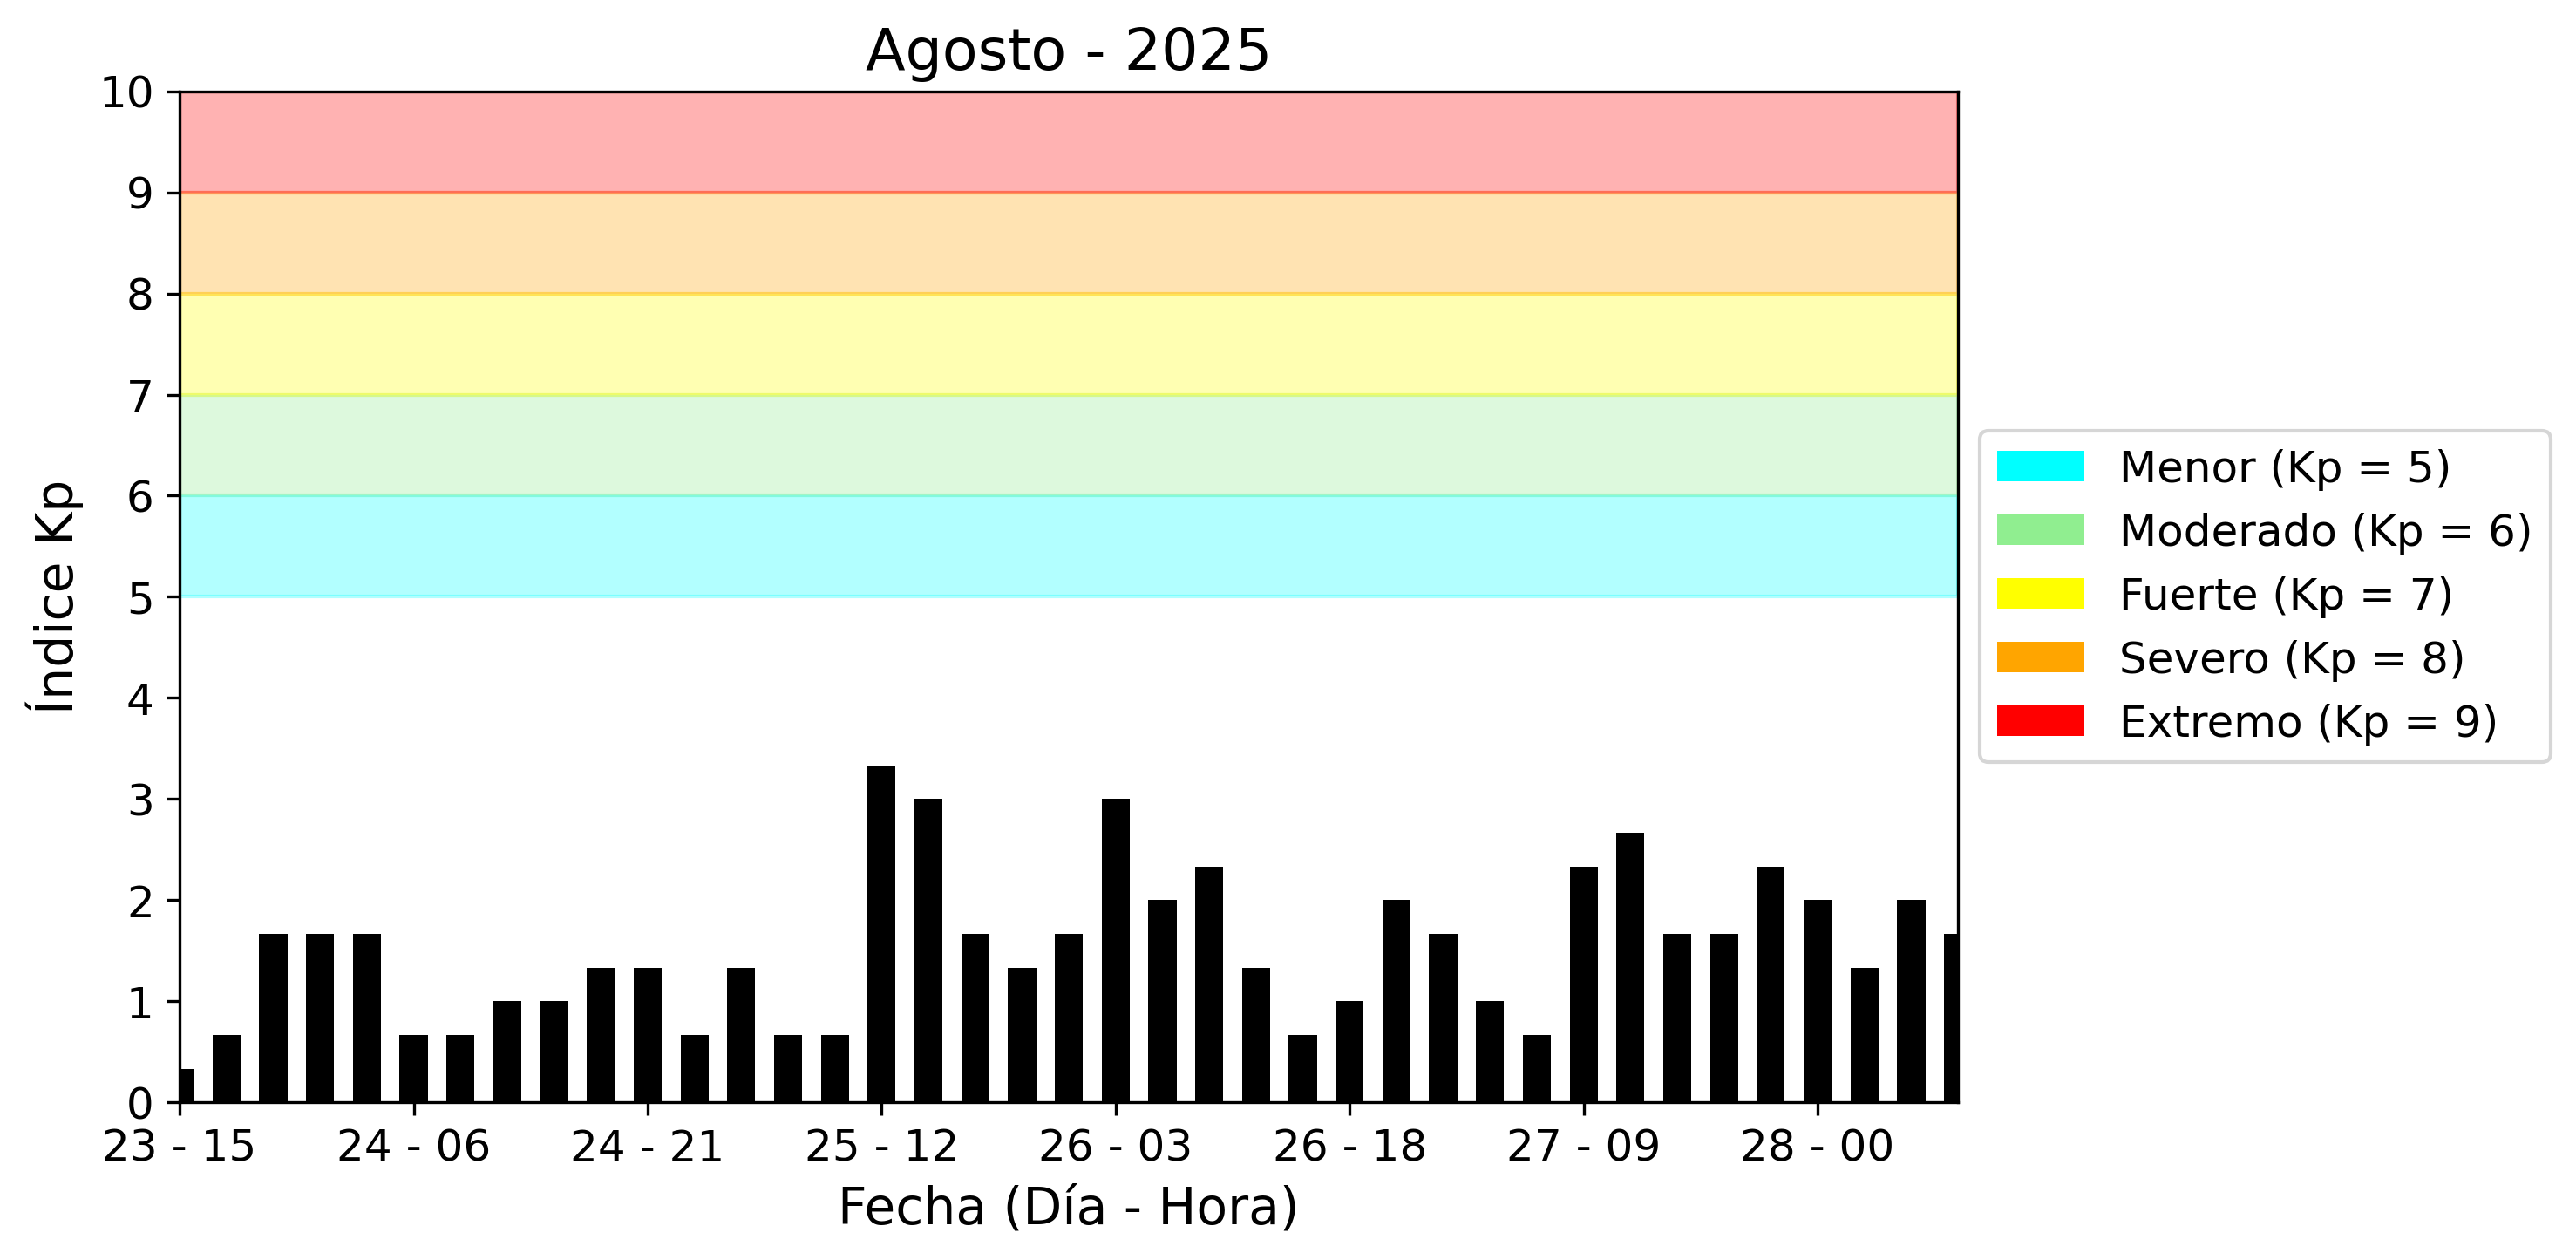 Agosto - 2025
Índice Kp
10
9
8
7
6
5
4
3
2
1
0
23 - 15
24 - 06
24 - 21
25 - 12
26 - 03
26 - 18
27 - 09
28 - 00
Fecha (Día - Hora)
Menor (Kp = 5)
Moderado (Kp = 6)
Fuerte (Kp = 7)
Severo (Kp = 8)
Extremo (Kp = 9)